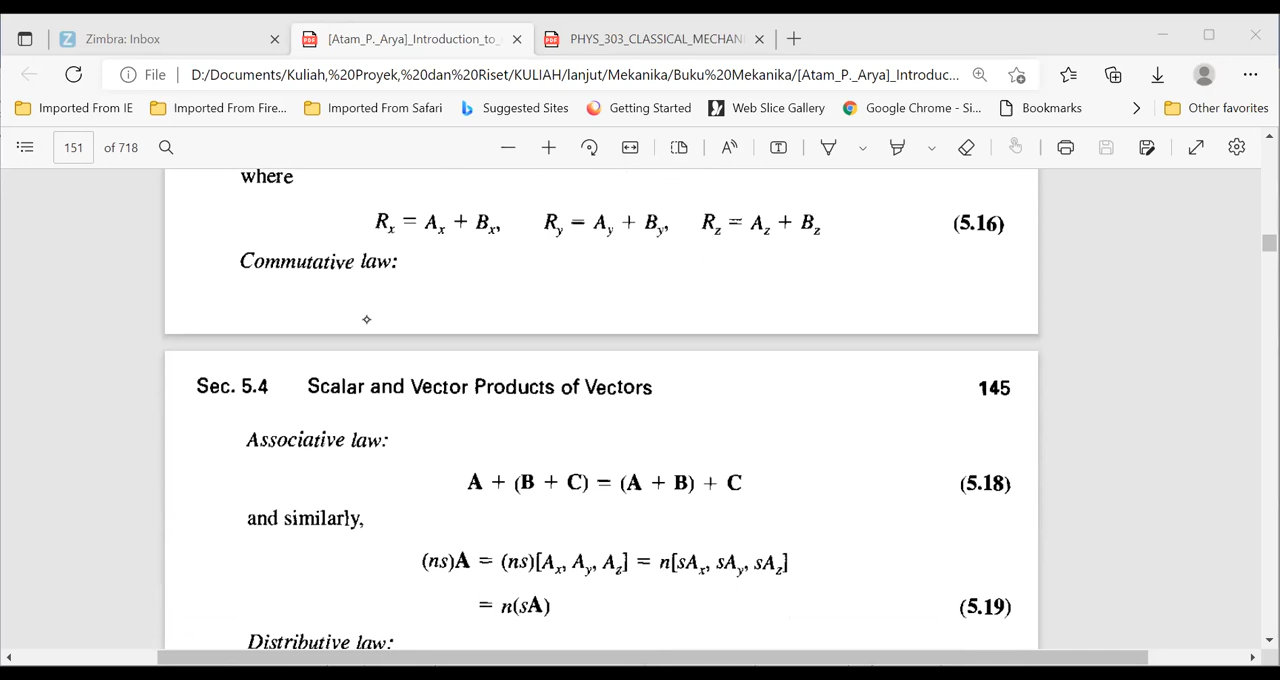 Zimbra: Inbox
[Atam_P._Arya]_Introduction_to_
PHYS_303_CLASSICAL_MECHAN
File
D:/Documents/Kuliah,%20Proyek,%20dan%20Riset/KULIAH/lanjut/Mekanika/Buku%20Mekanika/[Atam_P._Arya]_Introduc...
Imported From IE
Imported From Fire...
Imported From Safari
Suggested Sites
Getting Started
Web Slice Gallery
Google Chrome - Si...
Bookmarks
Other favorites
151 of 718
where
Rx = Ax + Bx, Ry = Ay + By, Rz = Az + Bz (5.16)
Commutative law:
Sec. 5.4 Scalar and Vector Products of Vectors 145
Associative law:
A + (B + C) = (A + B) + C (5.18)
and similarly,
(ns)A = (ns)[Ax, Ay, Az] = n[sAx, sAy, sAz]
= n(sA) (5.19)
Distributive law: